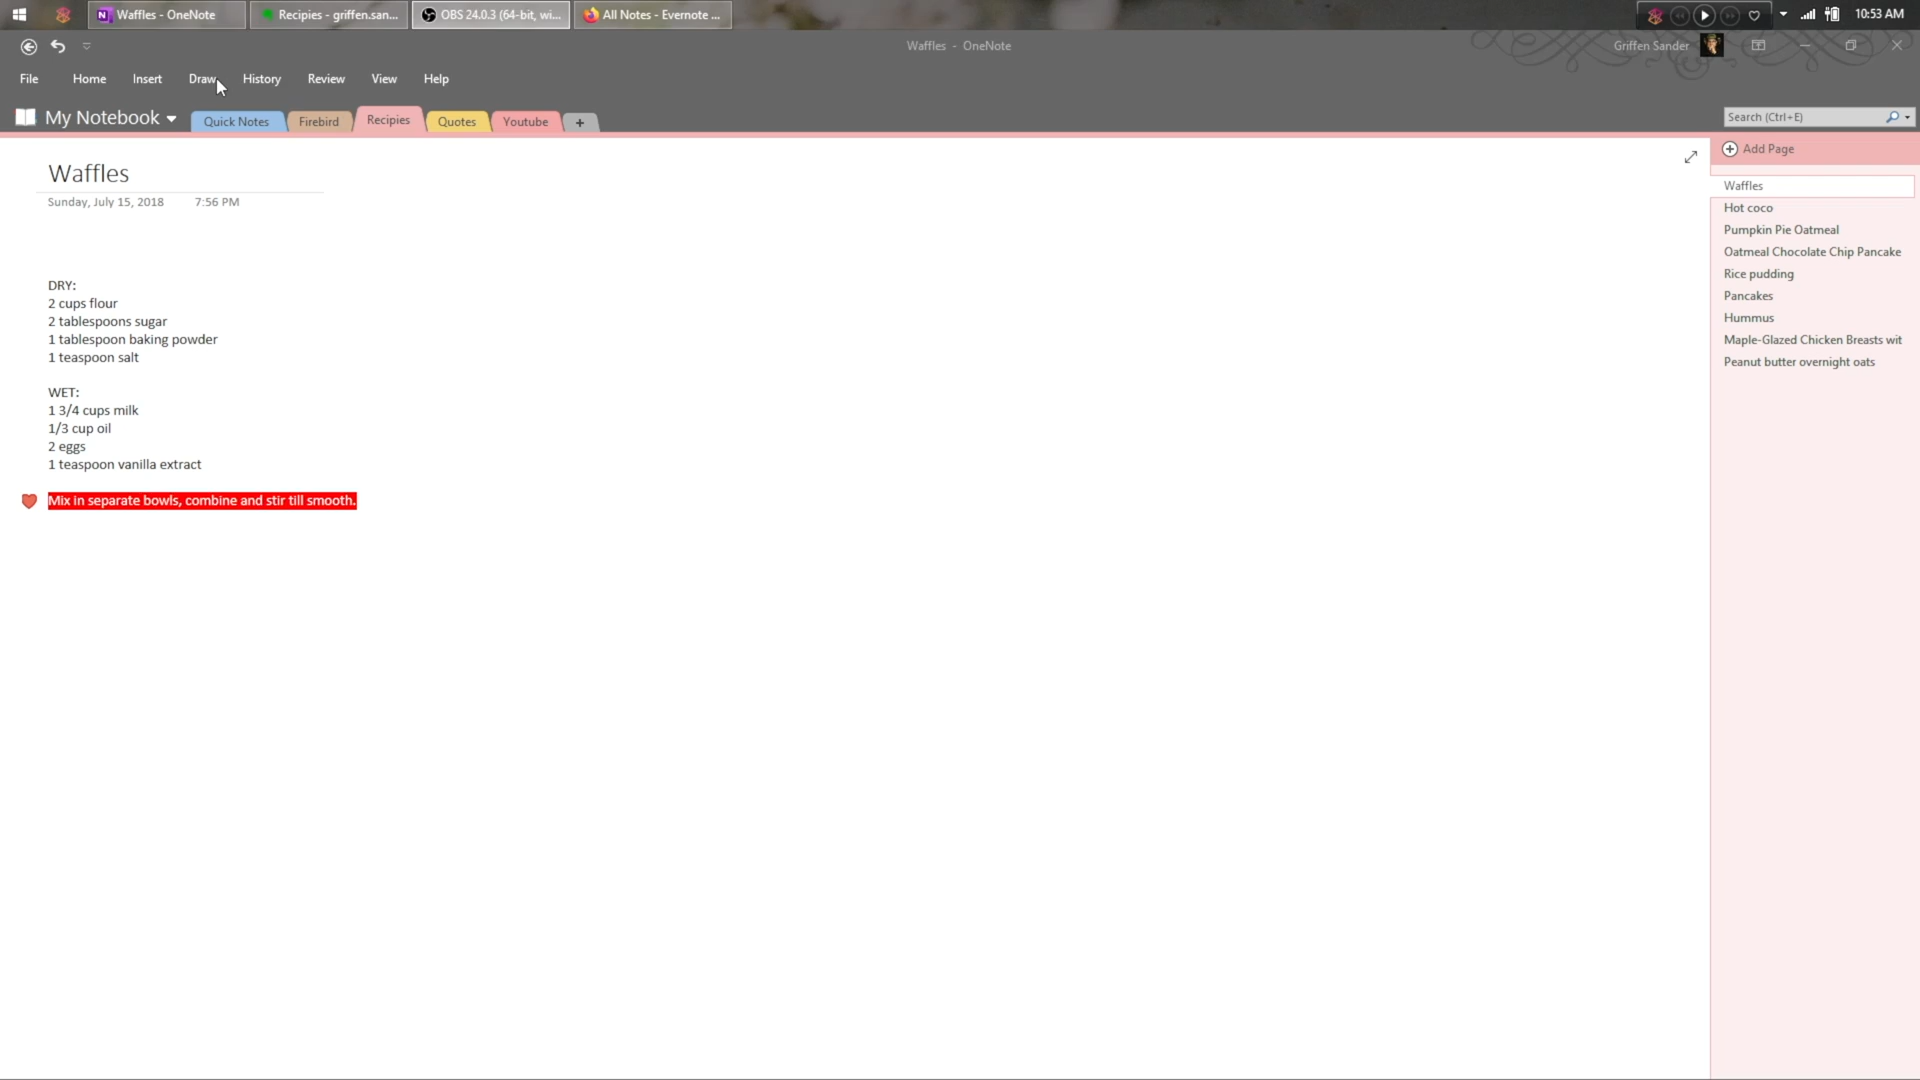 Waffles - OneNote
Recipies - griffen.san...
OBS 24.0.3 (64-bit, wi...
All Notes - Evernote ...
10:53 AM
Waffles - OneNote
Griffen Sander
File
Home
Insert
Draw
History
Review
View
Help
My Notebook
Quick Notes
Firebird
Recipies
Quotes
Youtube
+
Search (Ctrl+E)
Add Page
Waffles
Sunday, July 15, 2018
7:56 PM
DRY:
2 cups flour
2 tablespoons sugar
1 tablespoon baking powder
1 teaspoon salt
WET:
1 3/4 cups milk
1/3 cup oil
2 eggs
1 teaspoon vanilla extract
Mix in separate bowls, combine and stir till smooth.
Waffles
Hot coco
Pumpkin Pie Oatmeal
Oatmeal Chocolate Chip Pancake
Rice pudding
Pancakes
Hummus
Maple-Glazed Chicken Breasts wit
Peanut butter overnight oats